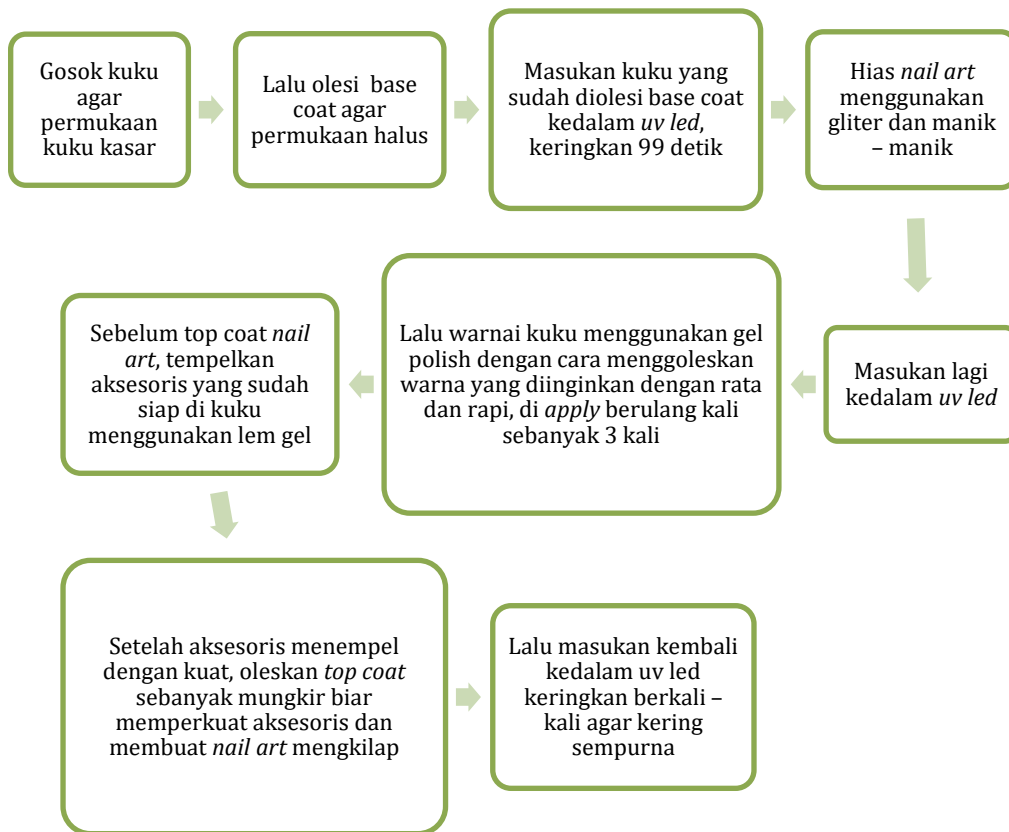 Gosok kuku
agar
permukaan
kuku kasar
Lalu olesi base
coat agar
permukaan halus
Masukan kuku yang
sudah diolesi base coat
kedalam uv led,
keringkan 99 detik
Hias nail art
menggunakan
gliter dan manik
– manik
Masukan lagi
kedalam uv led
Lalu warnai kuku menggunakan gel
polish dengan cara menggoleskan
warna yang diinginkan dengan rata
dan rapi, di apply berulang kali
sebanyak 3 kali
Sebelum top coat nail
art, tempelkan
aksesoris yang sudah
siap di kuku
menggunakan lem gel
Setelah aksesoris menempel
dengan kuat, oleskan top coat
sebanyak mungkir biar
memperkuat aksesoris dan
membuat nail art mengkilap
Lalu masukan kembali
kedalam uv led
keringkan berkali –
kali agar kering
sempurna